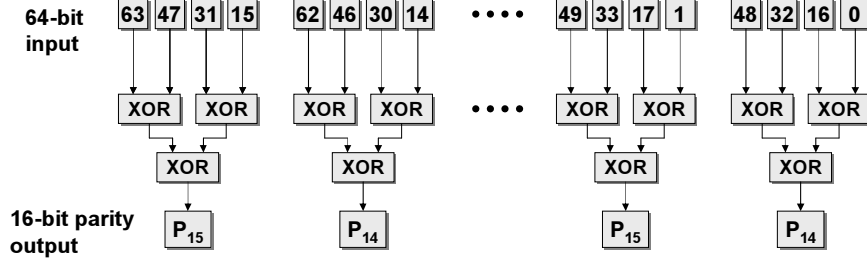 64-bit input
63 47 31 15 62 46 30 14 •••• 49 33 17 1 48 32 16 0
XOR XOR XOR XOR •••• XOR XOR XOR XOR
XOR XOR XOR XOR
16-bit parity output
P15 P14 P15 P14